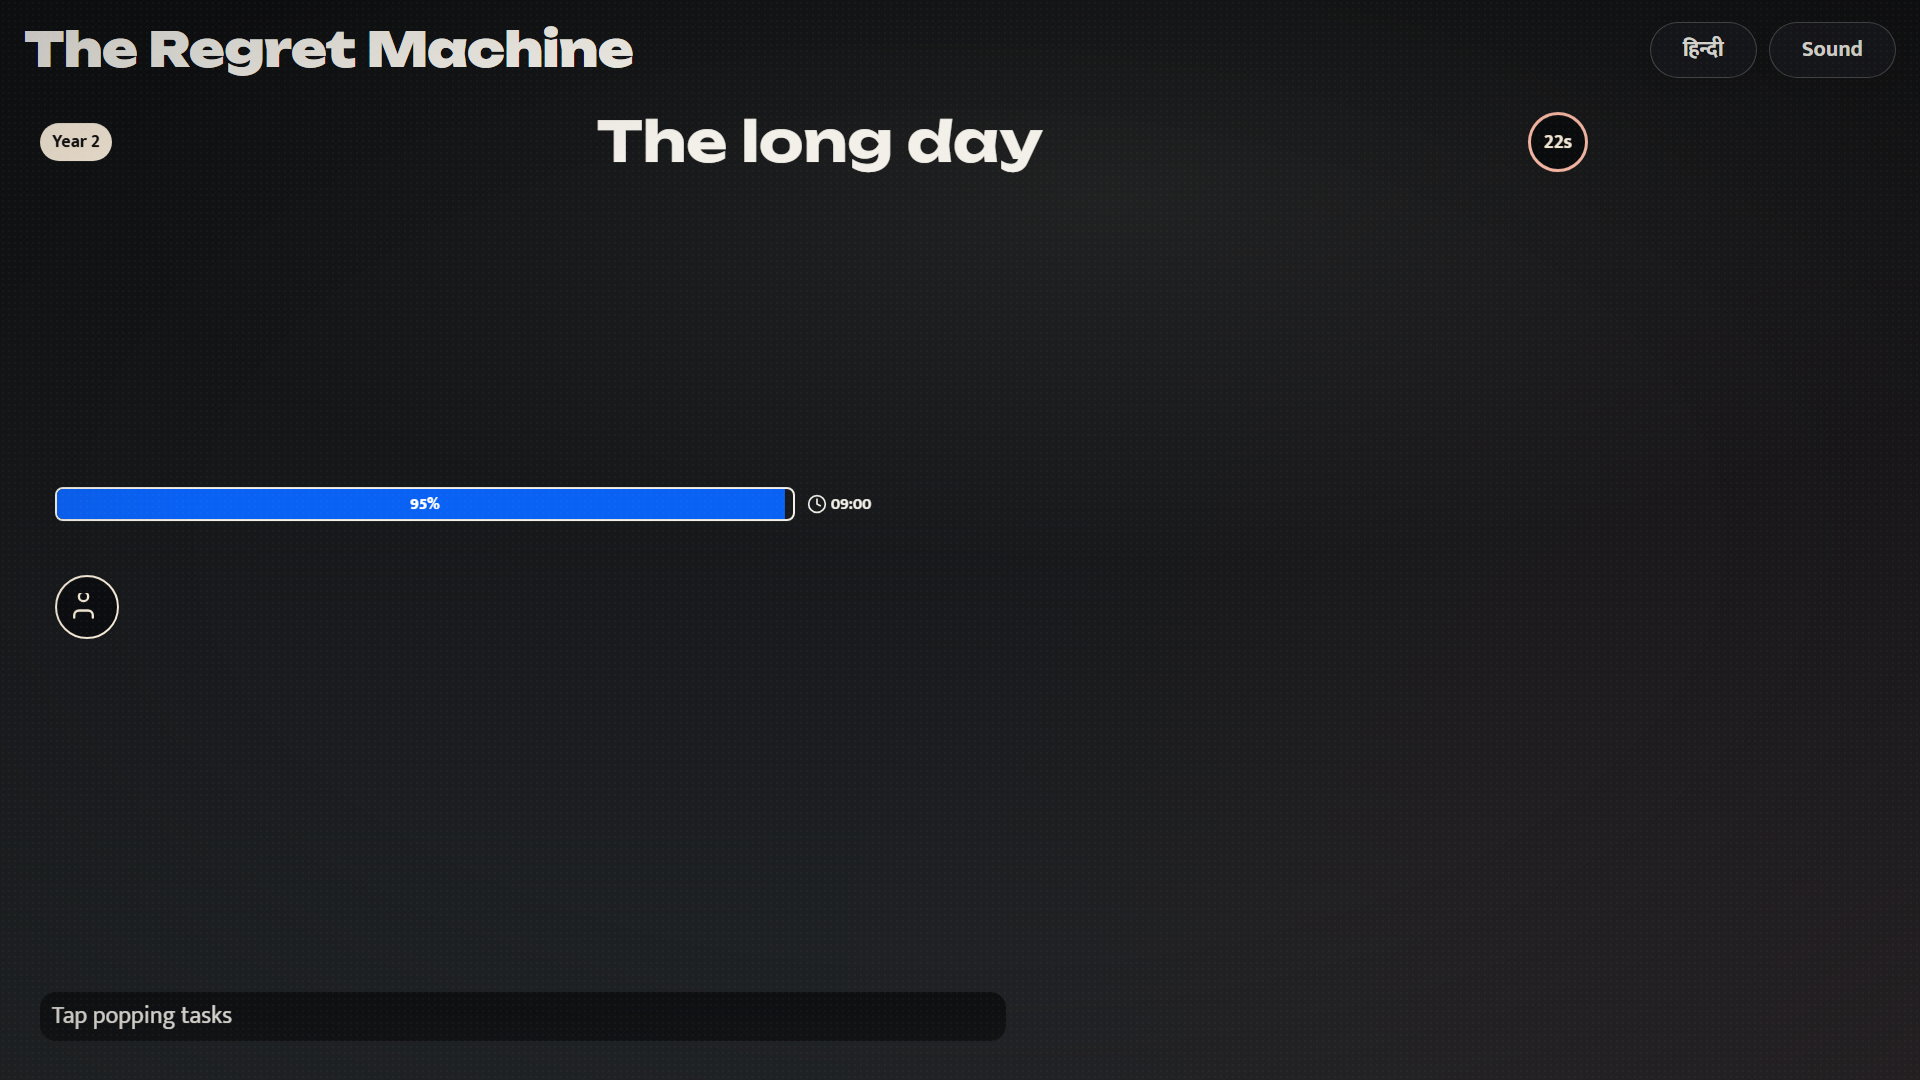 The Regret Machine
हिन्दी
Sound
Year 2
The long day
22s
95%
09:00
Tap popping tasks